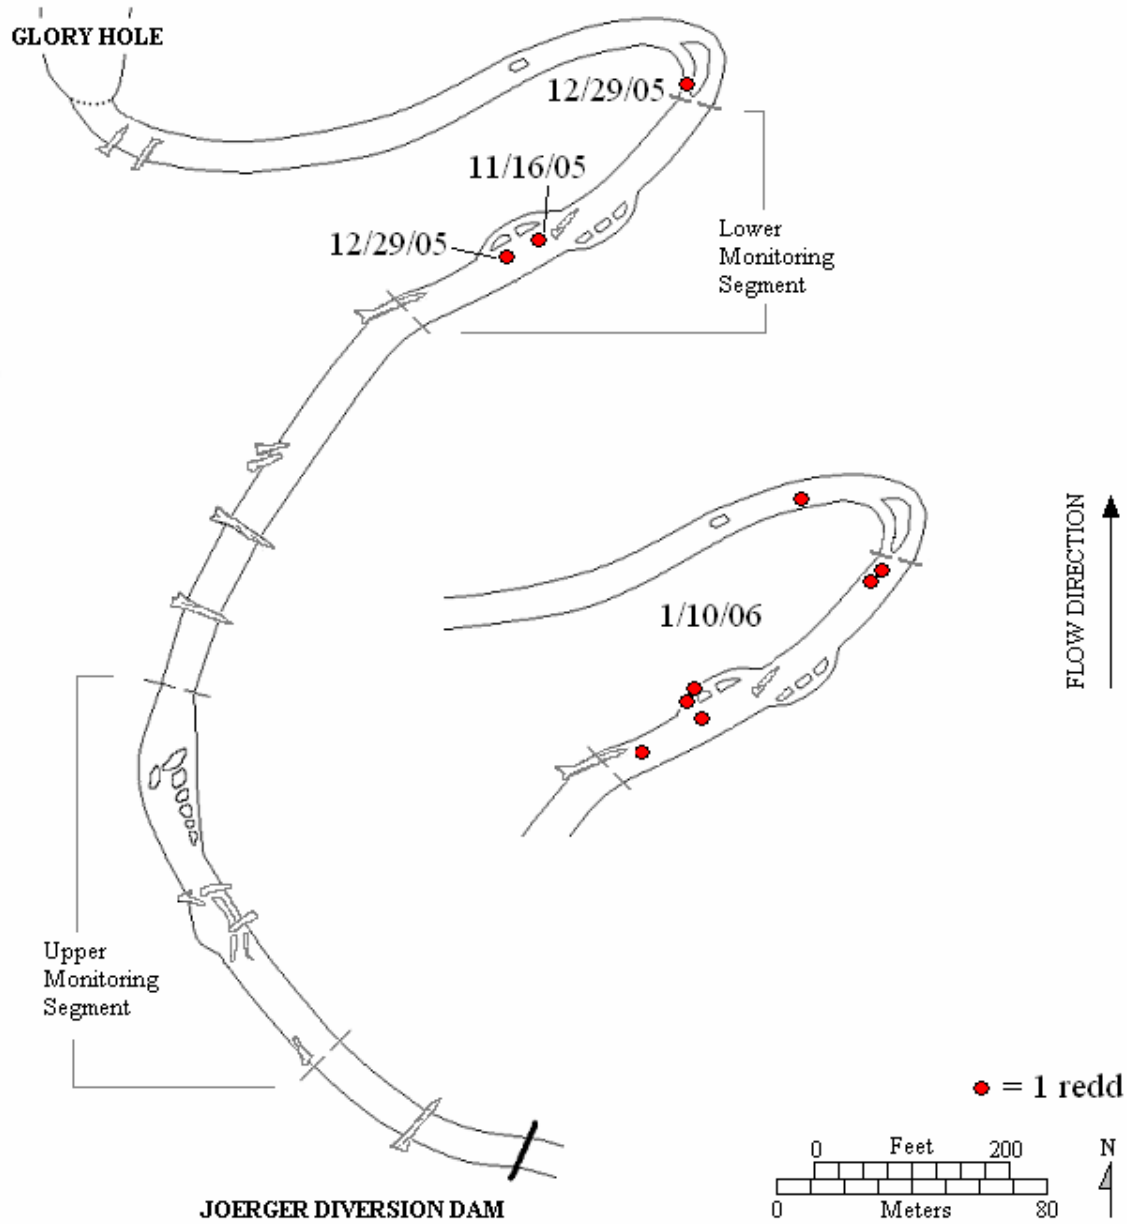 GLORY HOLE
12/29/05
11/16/05
12/29/05
Lower
Monitoring
Segment
1/10/06
FLOW DIRECTION
Upper
Monitoring
Segment
= 1 redd
0 Feet 200
N
0 Meters 80
JOERGER DIVERSION DAM